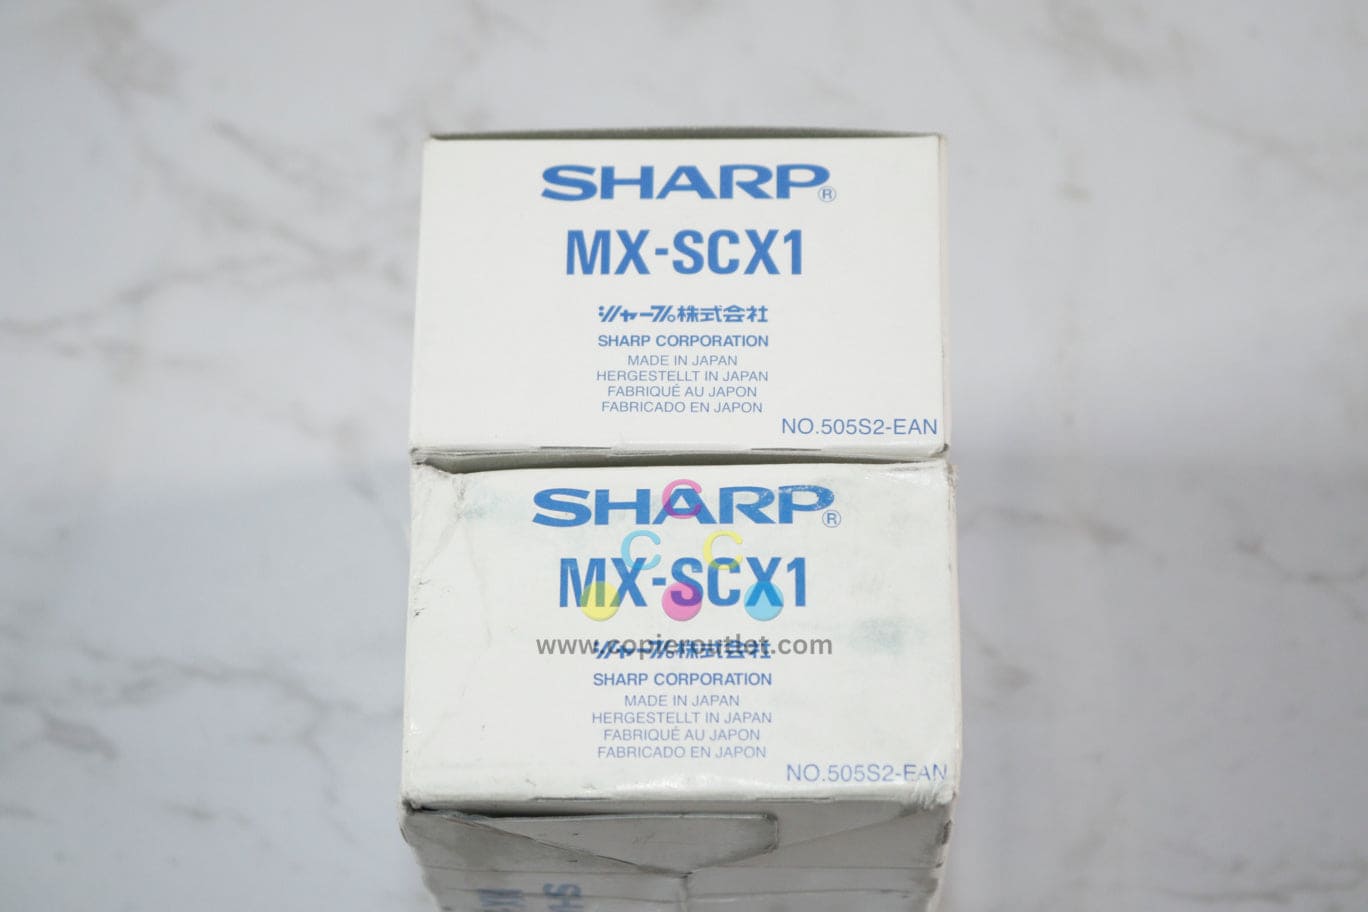 SHARP®
MX-SCX1
シャープ株式会社
SHARP CORPORATION
MADE IN JAPAN
HERGESTELLT IN JAPAN
FABRIQUÉ AU JAPON
FABRICADO EN JAPON
NO.505S2-EAN
SHARP®
C
C C
MX-SCX1
www.copieroutlet.com
シャープ株式会社
SHARP CORPORATION
MADE IN JAPAN
HERGESTELLT IN JAPAN
FABRIQUÉ AU JAPON
FABRICADO EN JAPON
NO.505S2-EAN